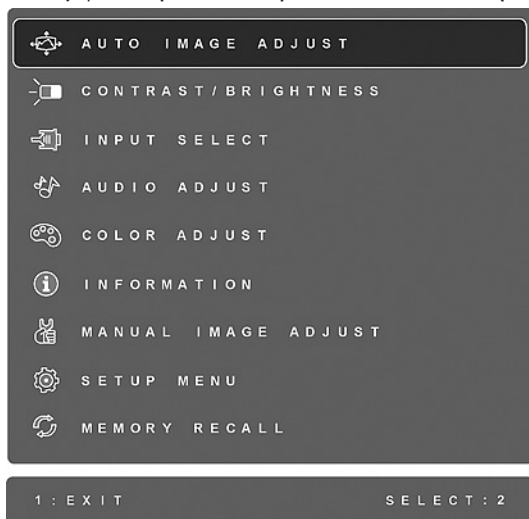 AUTO IMAGE ADJUST
CONTRAST/BRIGHTNESS
INPUT SELECT
AUDIO ADJUST
COLOR ADJUST
INFORMATION
MANUAL IMAGE ADJUST
SETUP MENU
MEMORY RECALL
1:EXIT SELECT:2